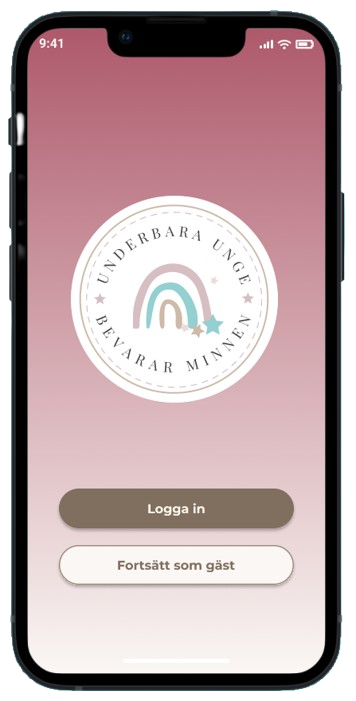 9:41
UNDERBARA UNGE
BEVARAR MINNEN
Logga in
Fortsätt som gäst